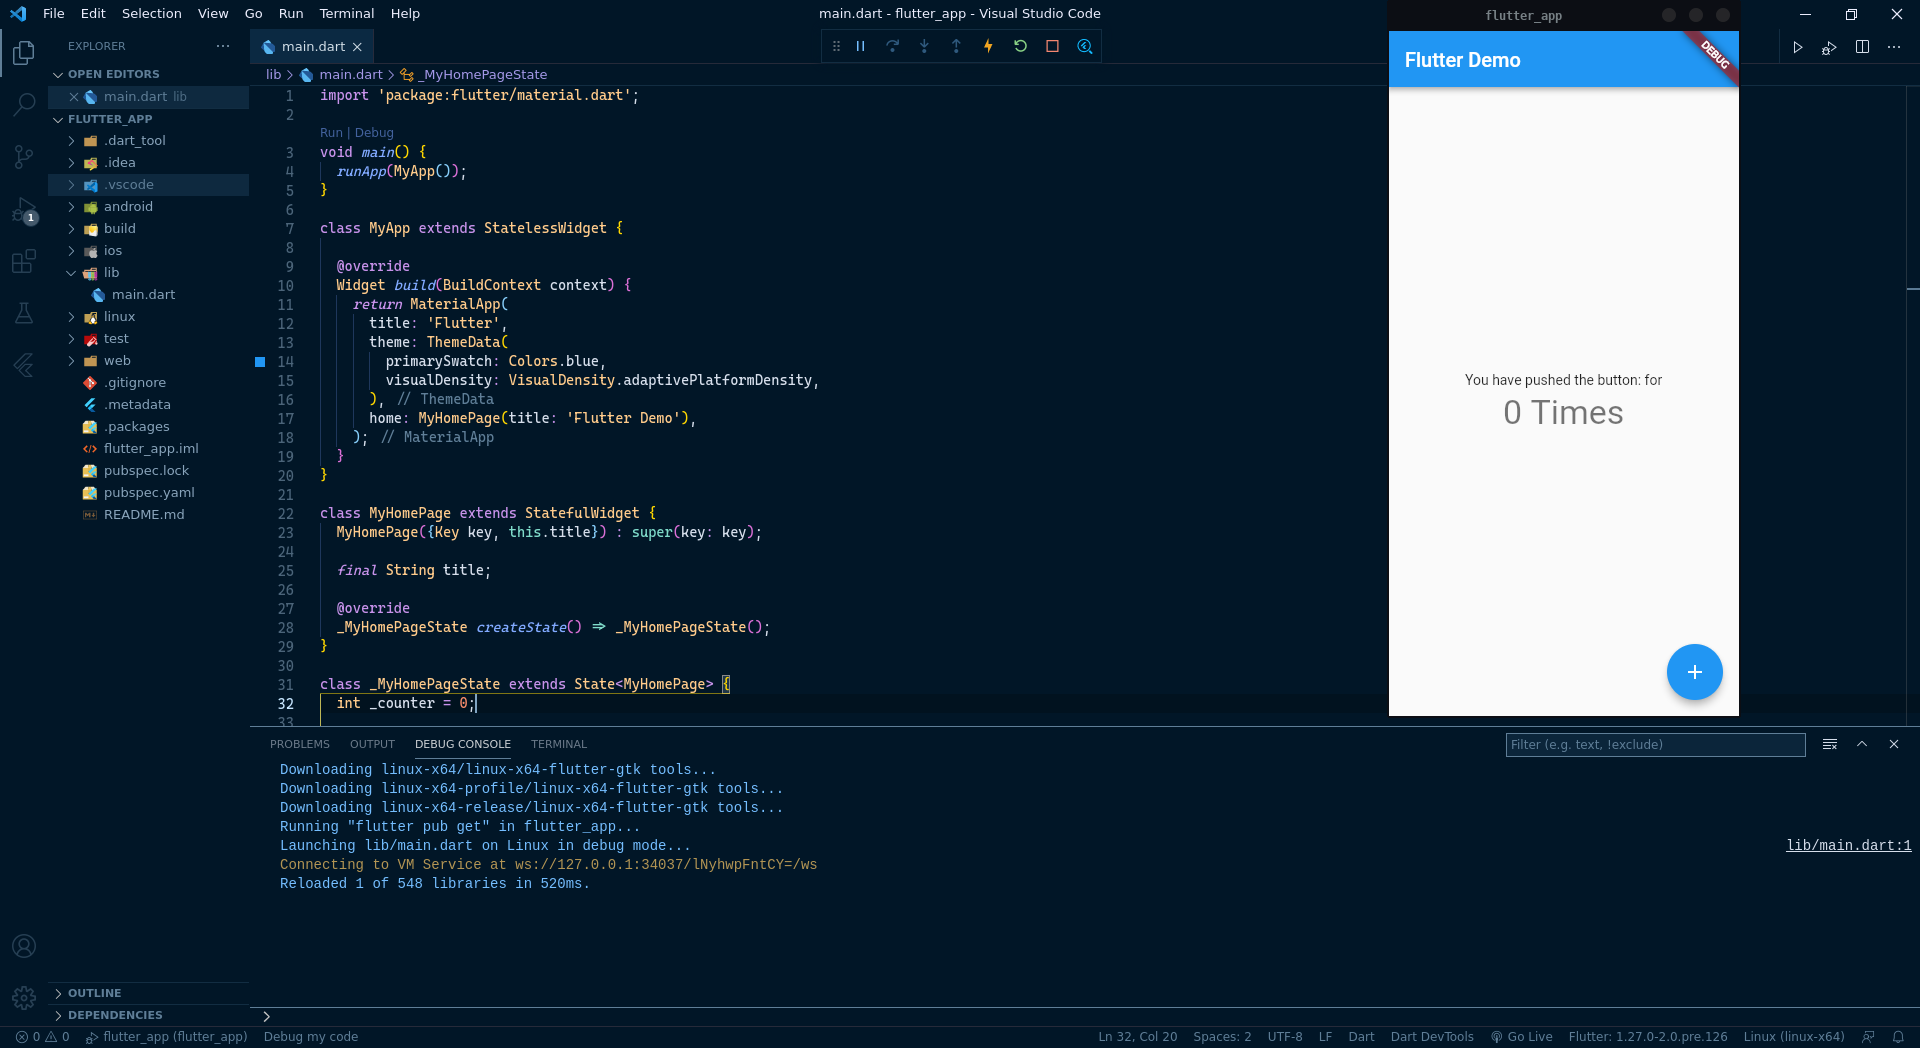 File Edit Selection View Go Run Terminal Help
main.dart - flutter_app - Visual Studio Code
flutter_app
EXPLORER
OPEN EDITORS
main.dart lib
FLUTTER_APP
.dart_tool
.idea
.vscode
android
build
ios
lib
main.dart
linux
test
web
.gitignore
.metadata
.packages
flutter_app.iml
pubspec.lock
pubspec.yaml
README.md
OUTLINE
DEPENDENCIES
1
main.dart
lib > main.dart > _MyHomePageState
1 import 'package:flutter/material.dart';
2
Run | Debug
3 void main() {
4 runApp(MyApp());
5 }
6
7 class MyApp extends StatelessWidget {
8
9 @override
10 Widget build(BuildContext context) {
11 return MaterialApp(
12 title: 'Flutter',
13 theme: ThemeData(
14 primarySwatch: Colors.blue,
15 visualDensity: VisualDensity.adaptivePlatformDensity,
16 ), // ThemeData
17 home: MyHomePage(title: 'Flutter Demo'),
18 ); // MaterialApp
19 }
20 }
21
22 class MyHomePage extends StatefulWidget {
23 MyHomePage({Key key, this.title}) : super(key: key);
24
25 final String title;
26
27 @override
28 _MyHomePageState createState() => _MyHomePageState();
29 }
30
31 class _MyHomePageState extends State<MyHomePage> {
32 int _counter = 0;
33
Flutter Demo
DEBUG
You have pushed the button: for
0 Times
PROBLEMS OUTPUT DEBUG CONSOLE TERMINAL
Filter (e.g. text, !exclude)
Downloading linux-x64/linux-x64-flutter-gtk tools...
Downloading linux-x64-profile/linux-x64-flutter-gtk tools...
Downloading linux-x64-release/linux-x64-flutter-gtk tools...
Running "flutter pub get" in flutter_app...
Launching lib/main.dart on Linux in debug mode...
lib/main.dart:1
Connecting to VM Service at ws://127.0.0.1:34037/lNyhwpFntCY=/ws
Reloaded 1 of 548 libraries in 520ms.
0 0 flutter_app (flutter_app) Debug my code
Ln 32, Col 20 Spaces: 2 UTF-8 LF Dart Dart DevTools Go Live Flutter: 1.27.0-2.0.pre.126 Linux (linux-x64)